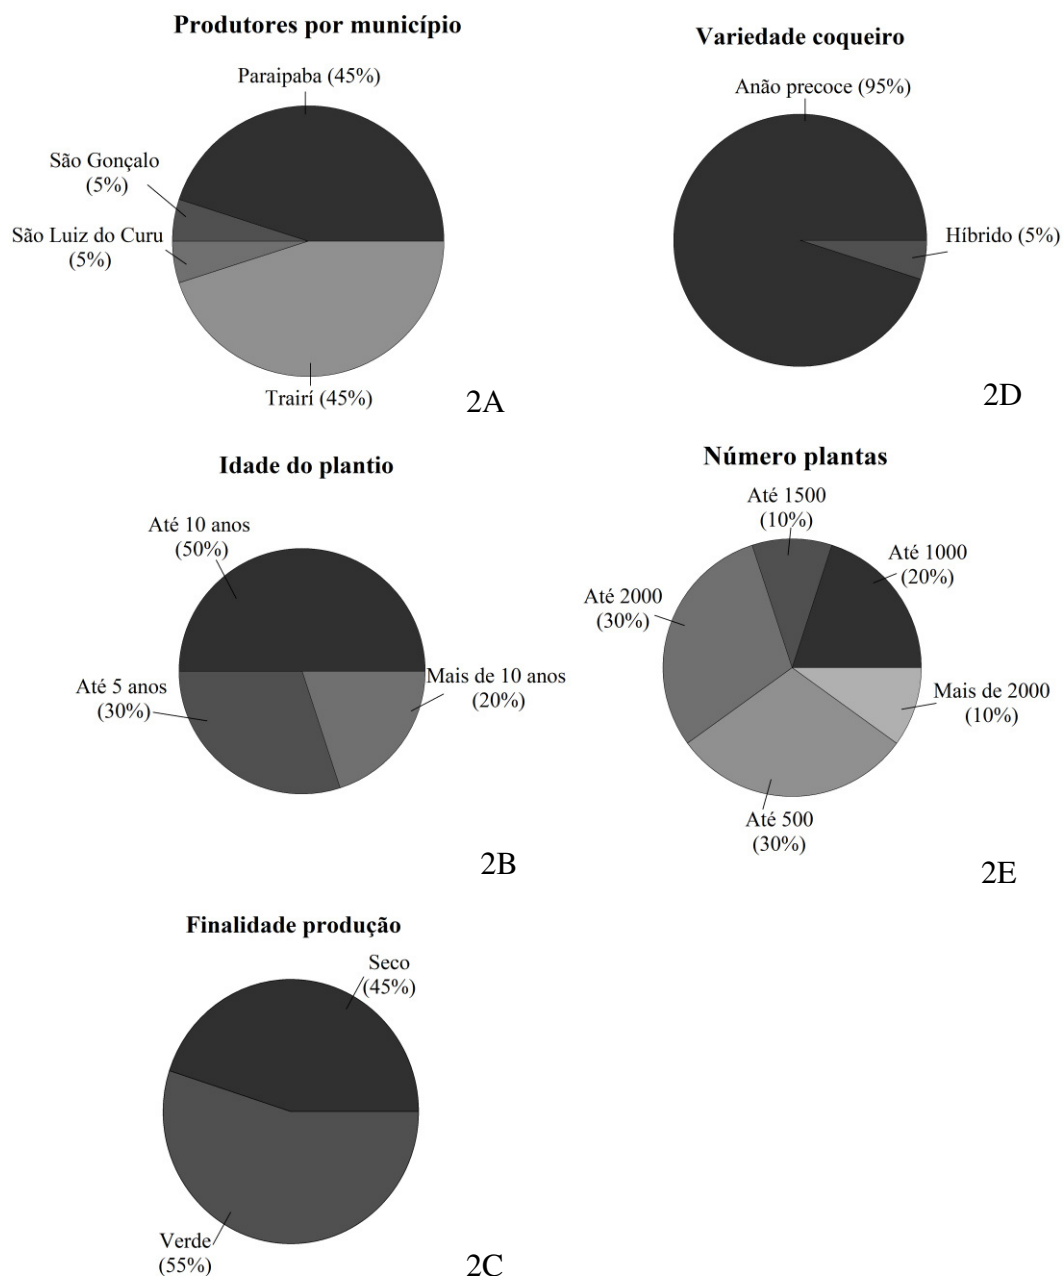 Produtores por município
Paraipaba (45%)
São Gonçalo
(5%)
São Luiz do Curu
(5%)
Trairí (45%)
2A
Variedade coqueiro
Anão precoce (95%)
Híbrido (5%)
2D
Idade do plantio
Até 10 anos
(50%)
Até 5 anos
(30%)
Mais de 10 anos
(20%)
2B
Número plantas
Até 1500
(10%)
Até 1000
(20%)
Até 2000
(30%)
Mais de 2000
(10%)
Até 500
(30%)
2E
Finalidade produção
Seco
(45%)
Verde
(55%)
2C